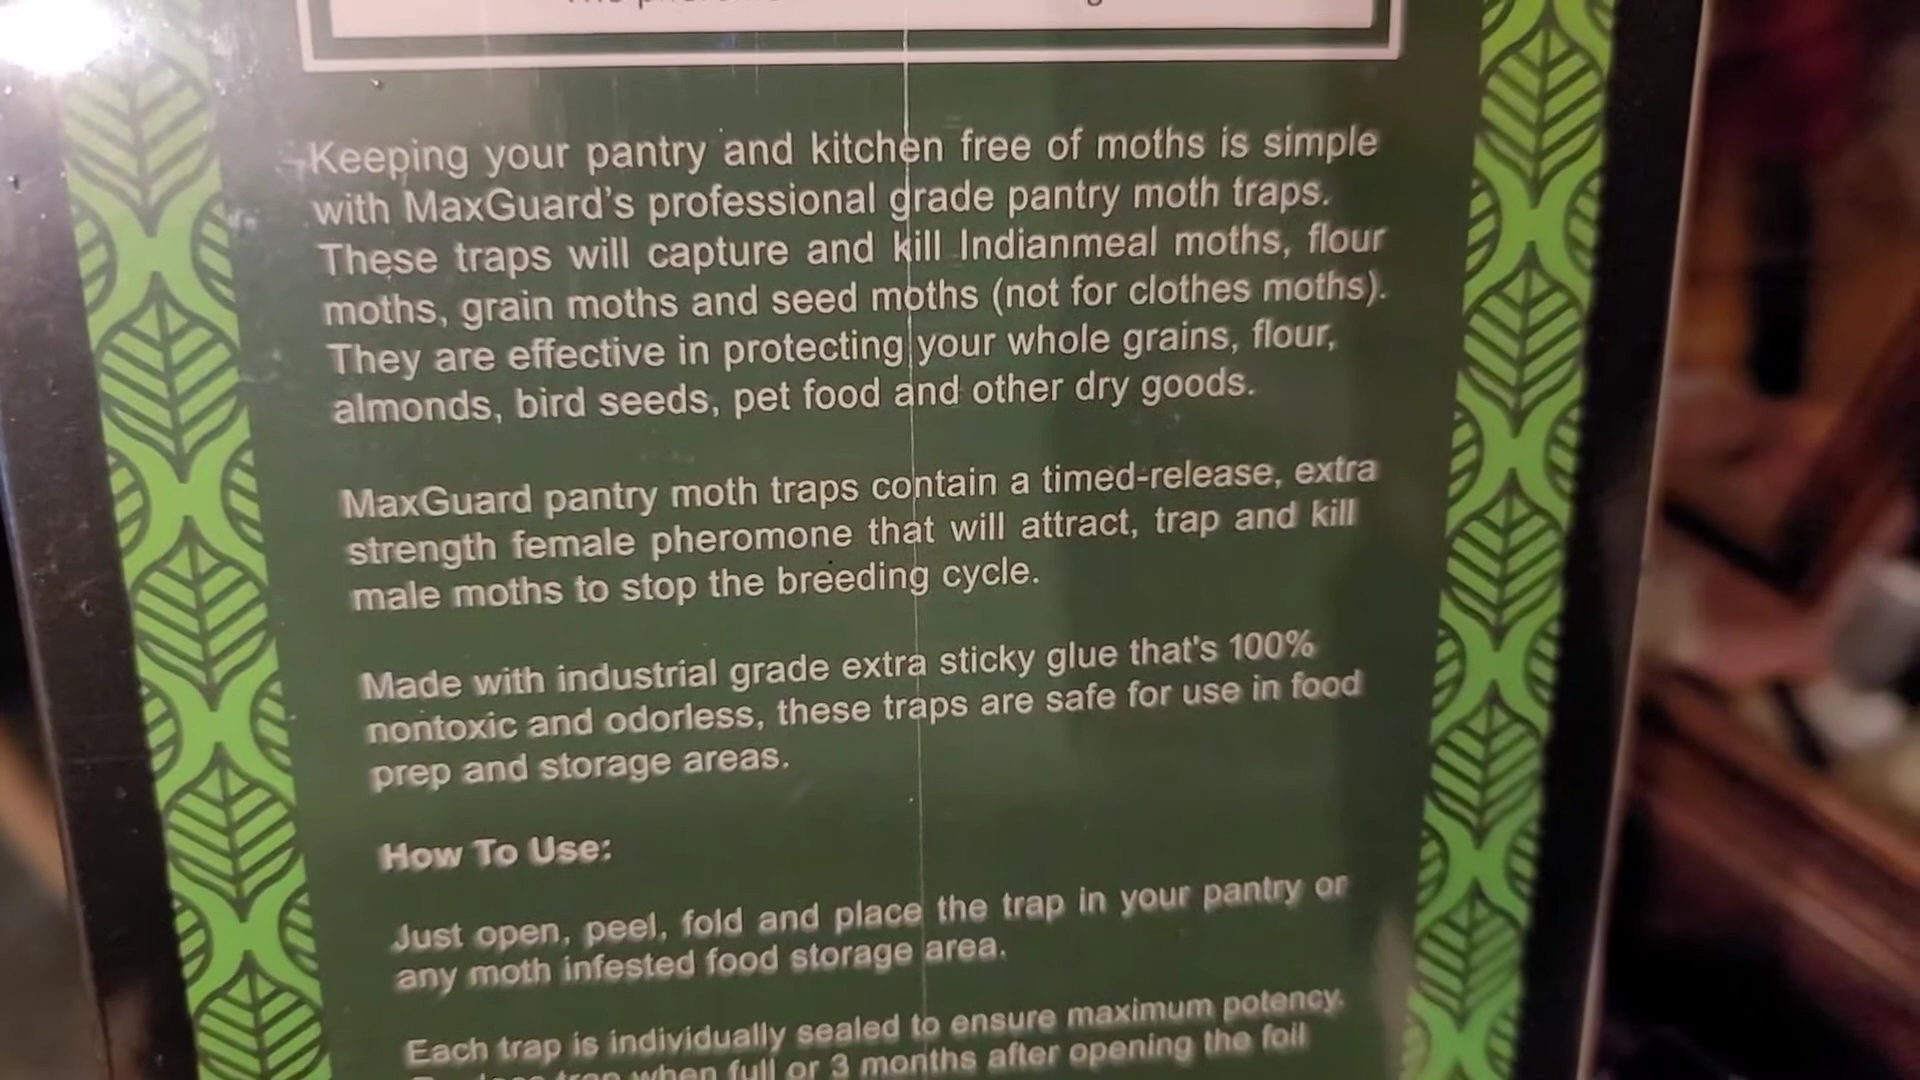 Keeping your pantry and kitchen free of moths is simple
with MaxGuard's professional grade pantry moth traps.
These traps will capture and kill Indianmeal moths, flour
moths, grain moths and seed moths (not for clothes moths).
They are effective in protecting your whole grains, flour,
almonds, bird seeds, pet food and other dry goods.
MaxGuard pantry moth traps contain a timed-release, extra
strength female pheromone that will attract, trap and kill
male moths to stop the breeding cycle.
Made with industrial grade extra sticky glue that's 100%
nontoxic and odorless, these traps are safe for use in food
prep and storage areas.
How To Use:
Just open, peel, fold and place the trap in your pantry or
any moth infested food storage area.
Each trap is individually sealed to ensure maximum potency.
trap when full or 3 months after opening the foil